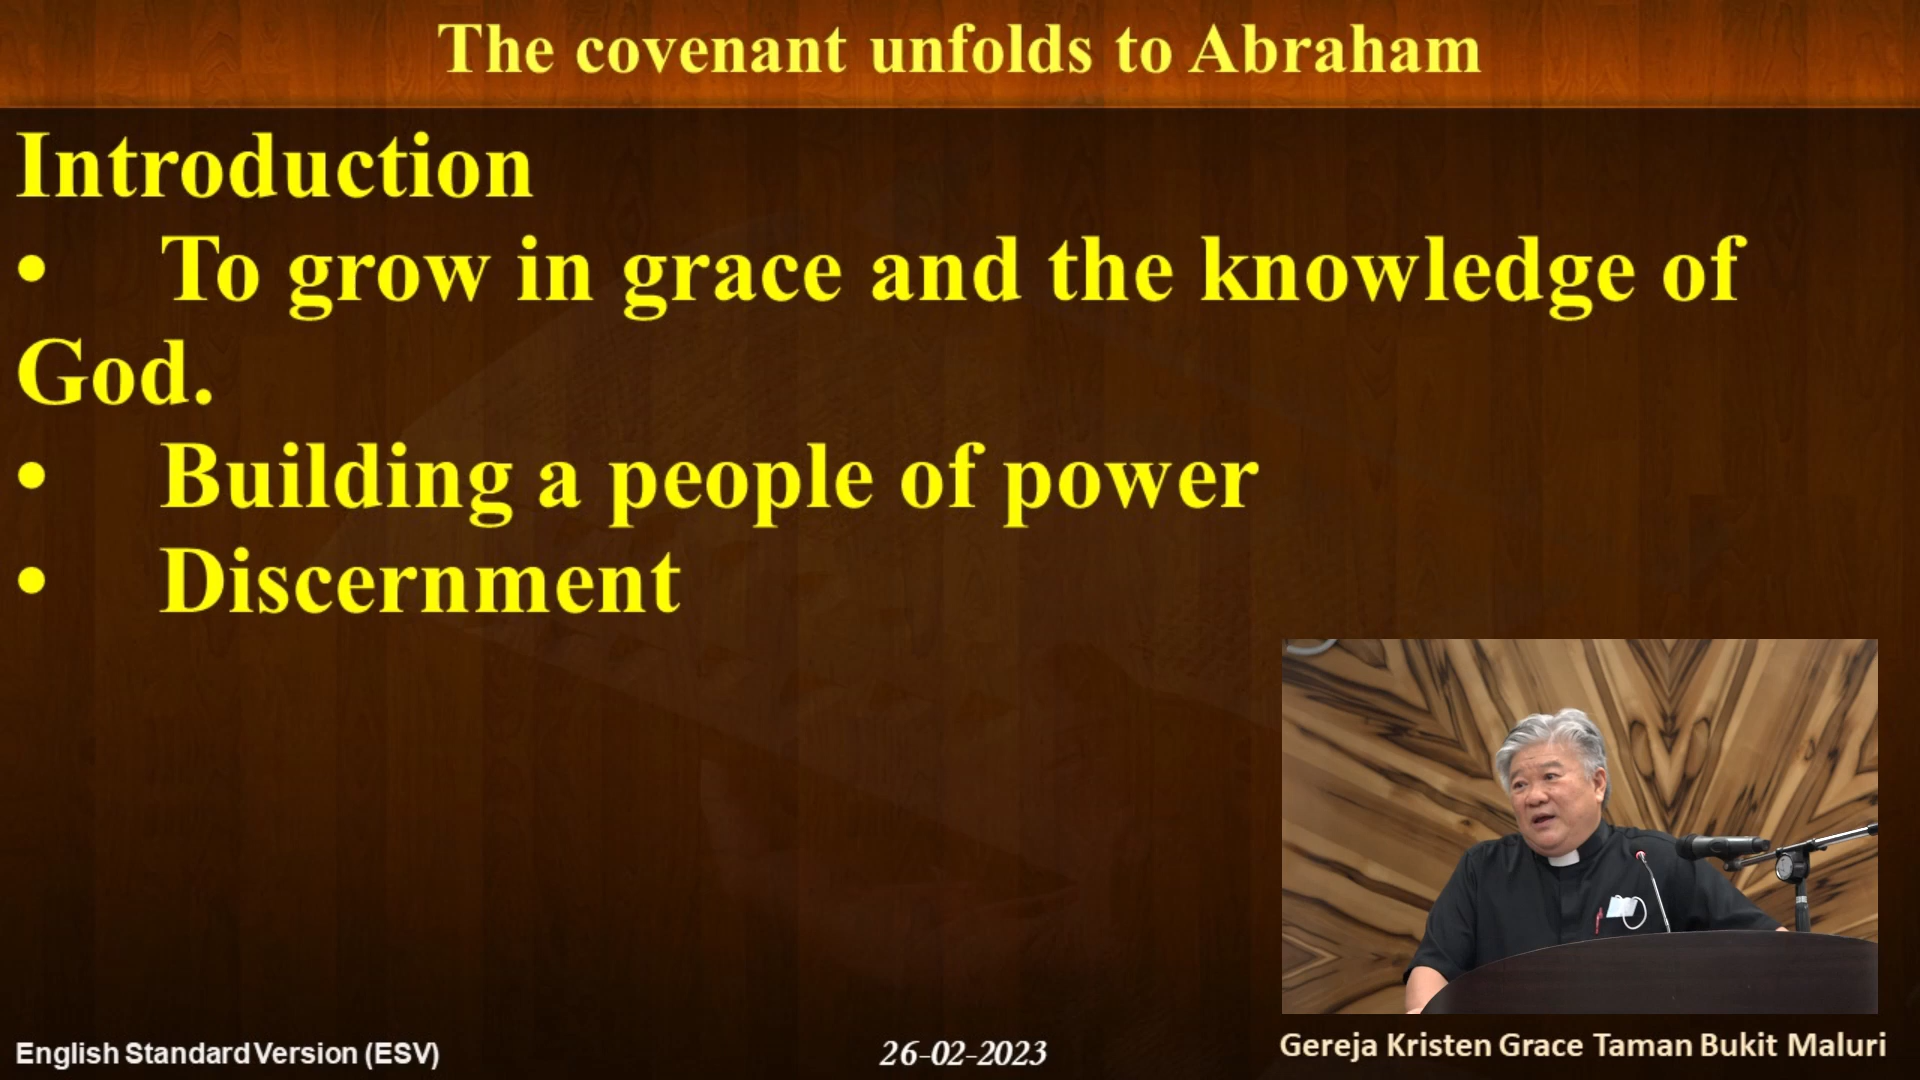 The covenant unfolds to Abraham
Introduction
• To grow in grace and the knowledge of
God.
• Building a people of power
• Discernment
English Standard Version (ESV)
26-02-2023
Gereja Kristen Grace Taman Bukit Maluri